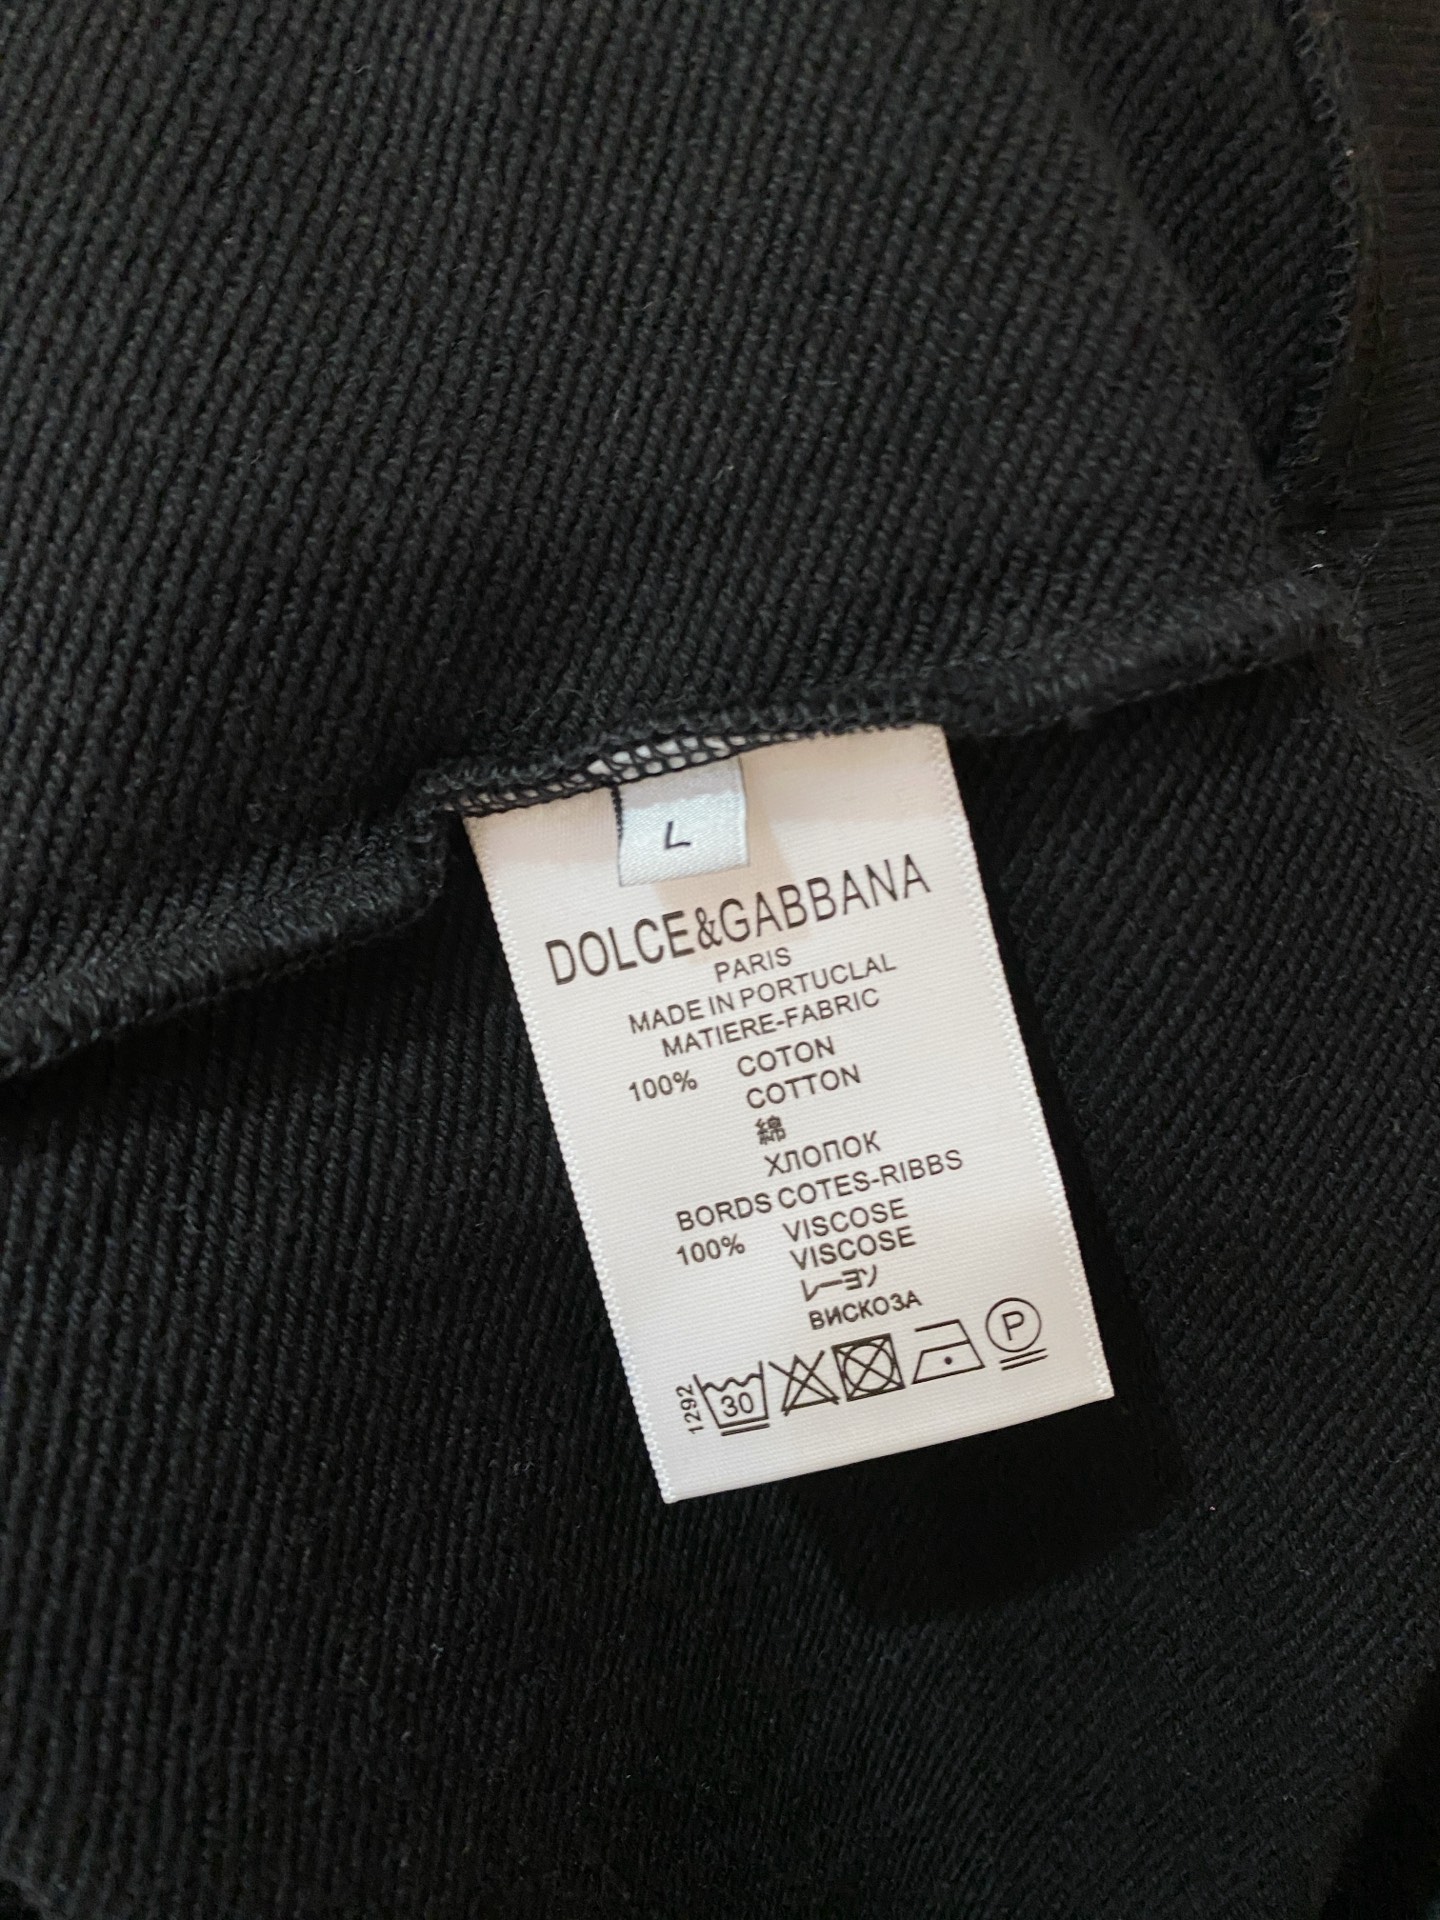 L
DOLCE&GABBANA
PARIS
MADE IN PORTUCLAL
MATIERE-FABRIC
100% COTON
COTTON
綿
ХЛОПОК
BORDS COTES-RIBBS
100% VISCOSE
VISCOSE
レーヨン
ВИСКОЗА
1292 30 P